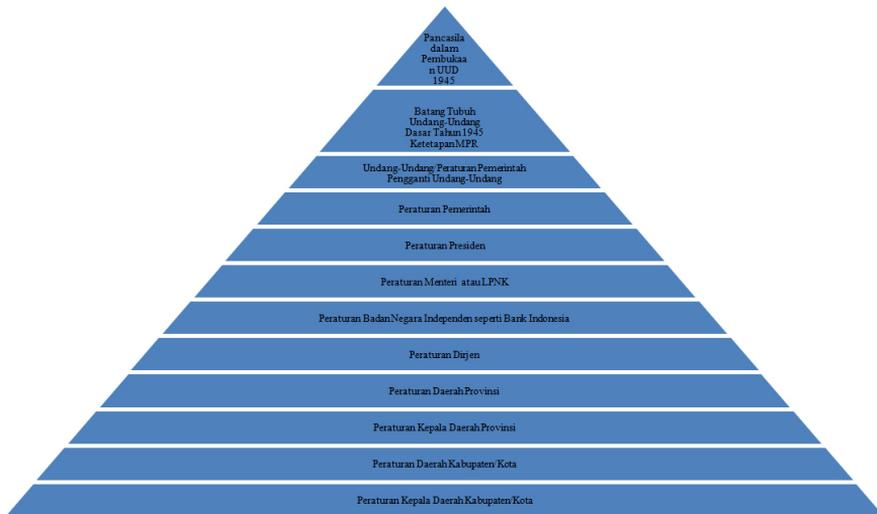 Pancasila
dalam
Pembukaa
n UUD
1945
Batang Tubuh
Undang-Undang
Dasar Tahun 1945
Ketetapan MPR
Undang-Undang/Peraturan Pemerintah
Pengganti Undang-Undang
Peraturan Pemerintah
Peraturan Presiden
Peraturan Menteri atau LPNK
Peraturan Badan Negara Independen seperti Bank Indonesia
Peraturan Dirjen
Peraturan Daerah Provinsi
Peraturan Kepala Daerah Provinsi
Peraturan Daerah Kabupaten/Kota
Peraturan Kepala Daerah Kabupaten/Kota